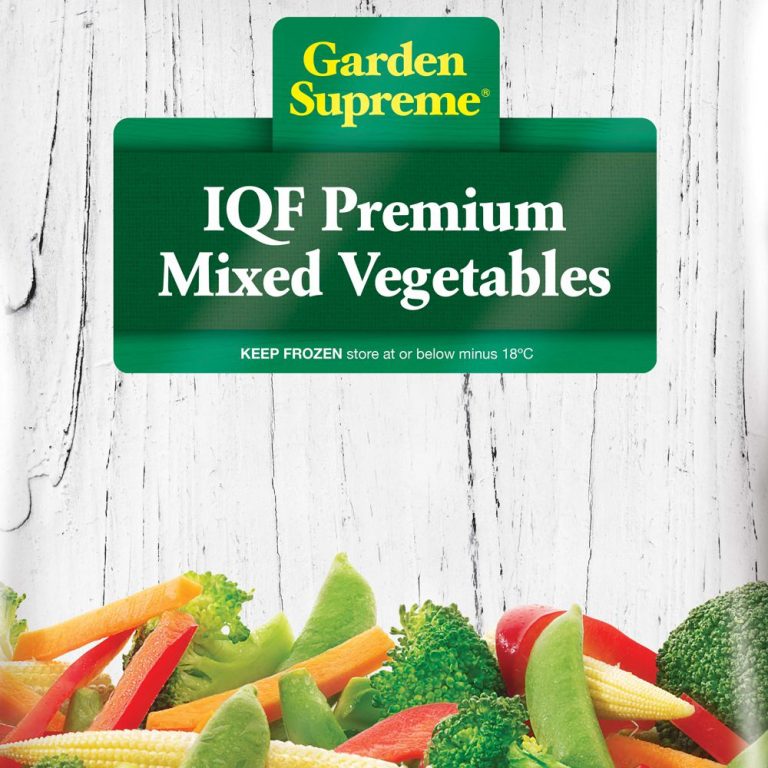 Garden
Supreme®
IQF Premium
Mixed Vegetables
KEEP FROZEN store at or below minus 18ºC